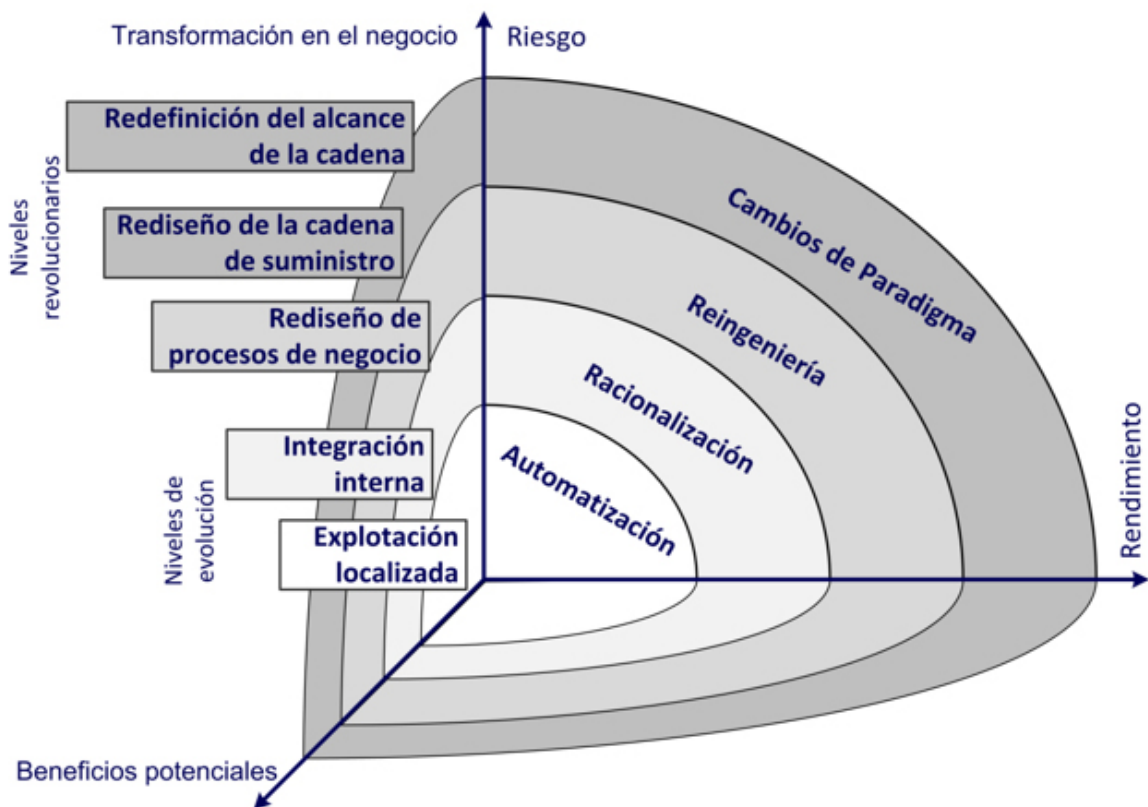 Transformación en el negocio
Riesgo
Redefinición del alcance
de la cadena
Rediseño de la cadena
de suministro
Rediseño de
procesos de negocio
Integración
interna
Explotación
localizada
Niveles
revolucionarios
Niveles de
evolución
Cambios de Paradigma
Reingeniería
Racionalización
Automatización
Rendimiento
Beneficios potenciales